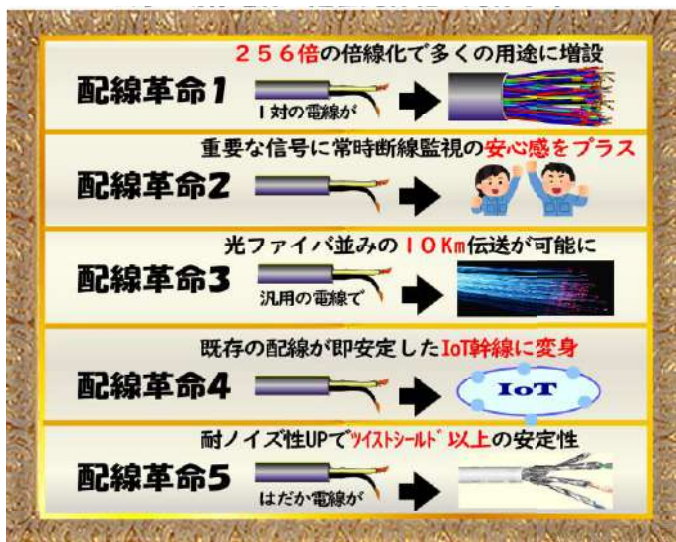 256倍の倍線化で多くの用途に増設
配線革命1
1対の電線が
重要な信号に常時断線監視の安心感をプラス
配線革命2
光ファイバ並みの10Km伝送が可能に
配線革命3
汎用の電線で
既存の配線が即安定したIoT幹線に変身
配線革命4
IoT
耐ノイズ性UPでツイストシールド以上の安定性
配線革命5
はだか電線が